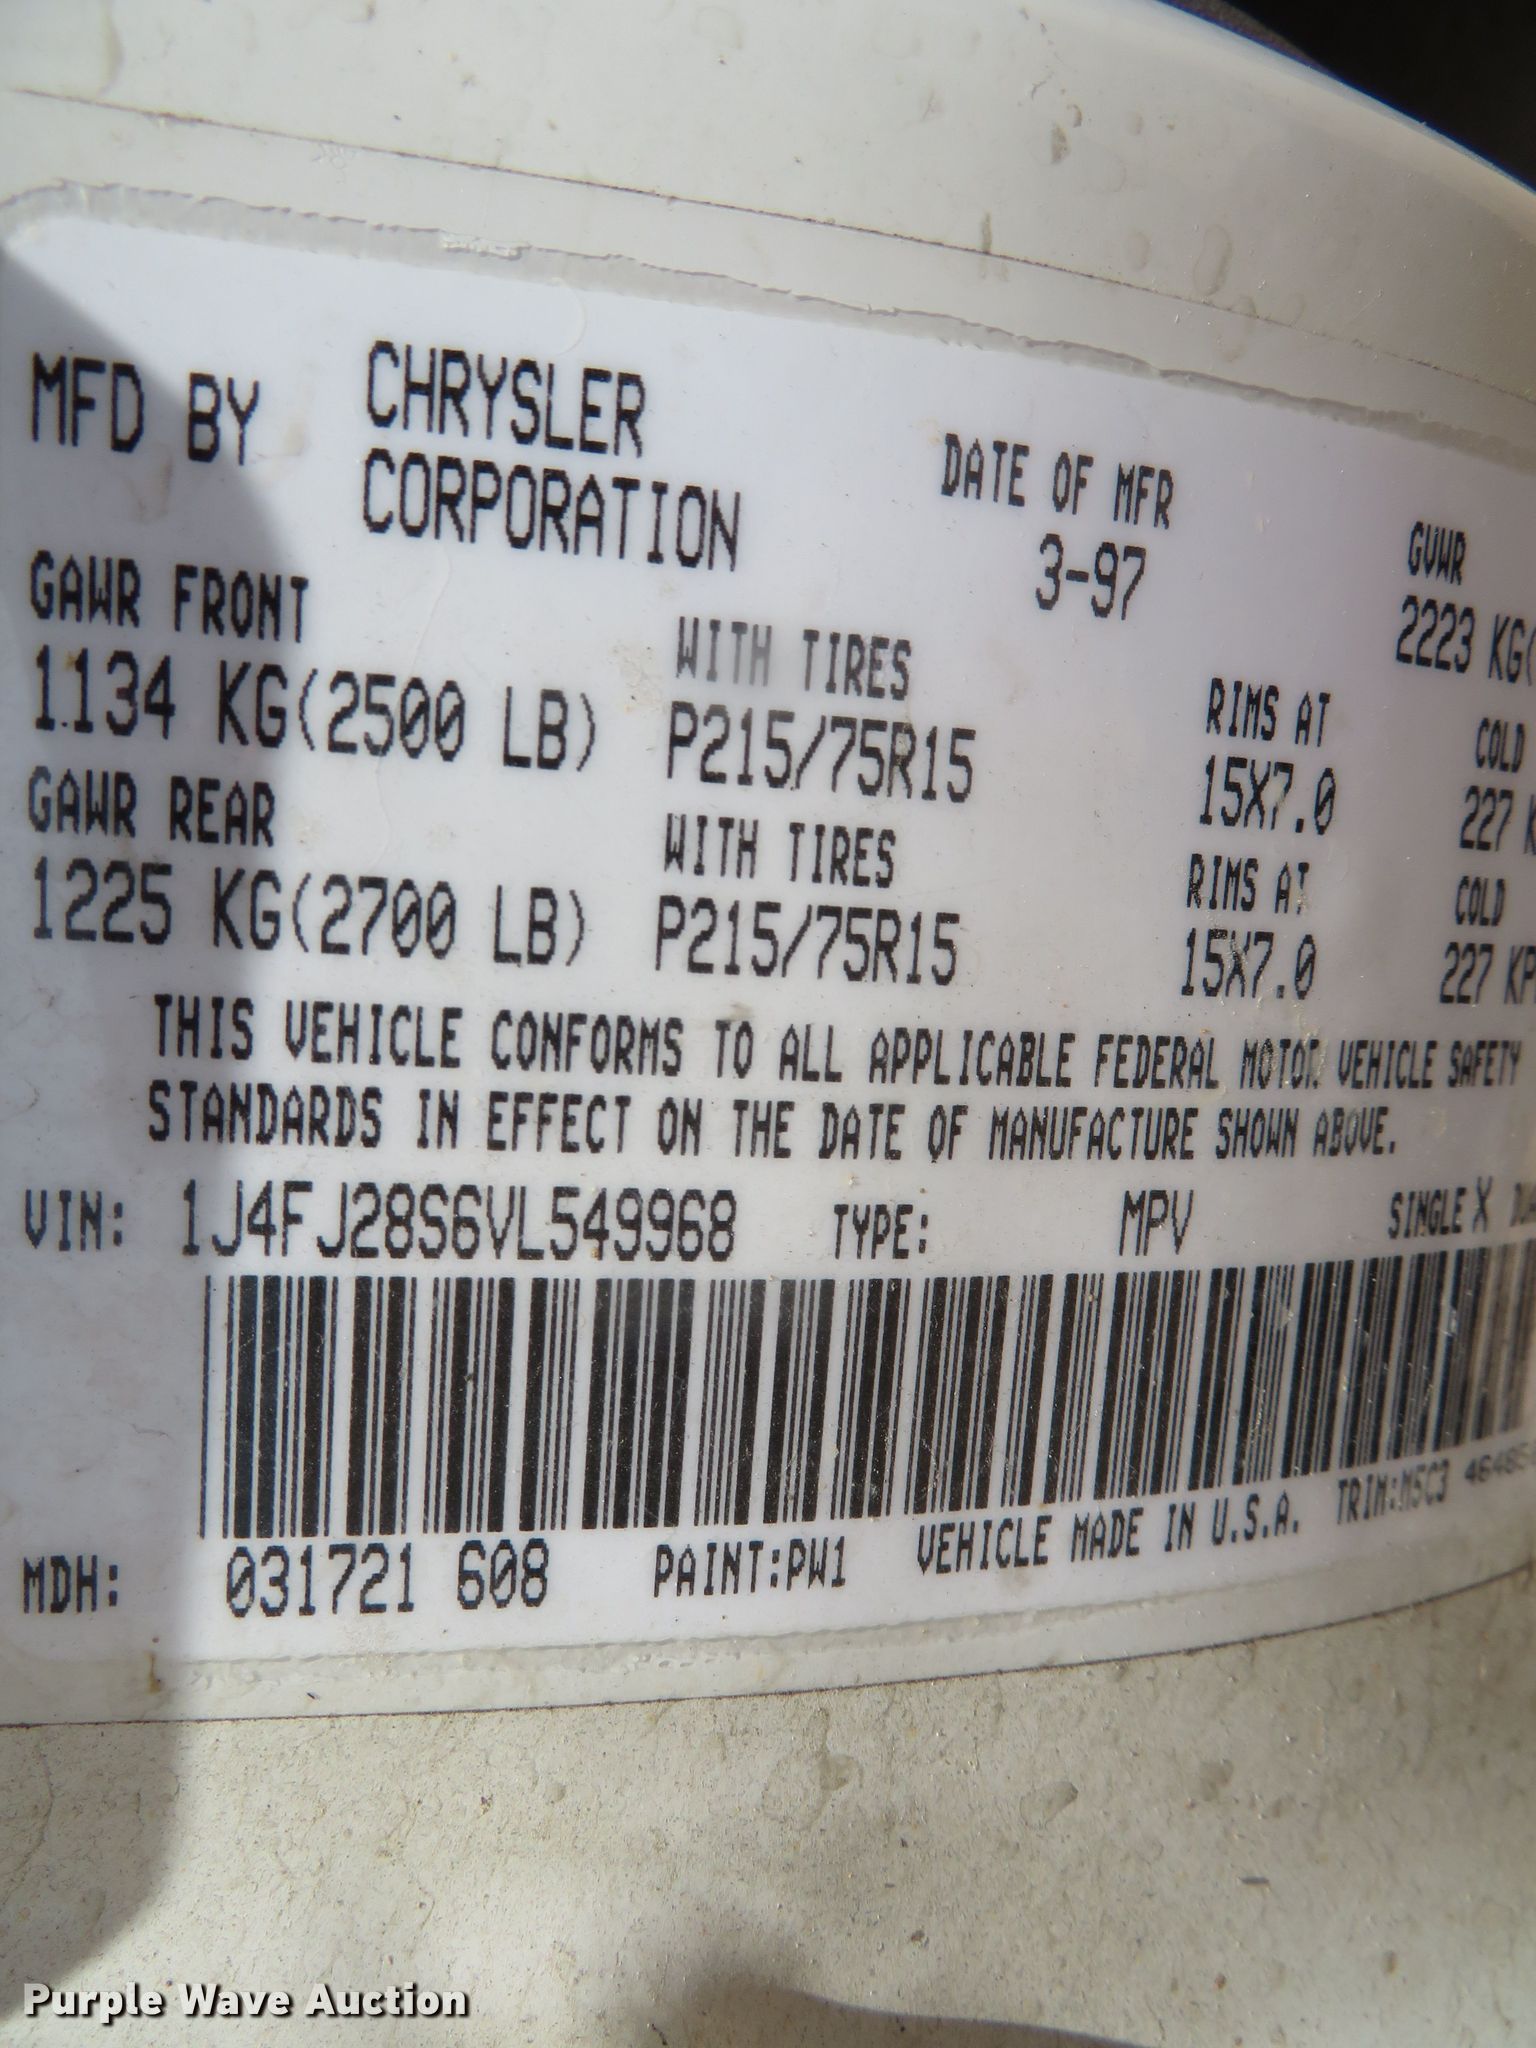 MFD BY CHRYSLER CORPORATION DATE OF MFR 3-97 GVWR 2223 KG(
GAWR FRONT WITH TIRES RIMS AT COLD
1134 KG(2500 LB) P215/75R15 15X7.0 227 K
GAWR REAR WITH TIRES RIMS AT COLD
1225 KG(2700 LB) P215/75R15 15X7.0 227 KP
THIS VEHICLE CONFORMS TO ALL APPLICABLE FEDERAL MOTOR VEHICLE SAFETY
STANDARDS IN EFFECT ON THE DATE OF MANUFACTURE SHOWN ABOVE.
VIN: 1J4FJ28S6VL549968 TYPE: MPV SINGLE X
MDH: 031721 608 PAINT:PW1 VEHICLE MADE IN U.S.A. TRIM:M5C3
Purple Wave Auction